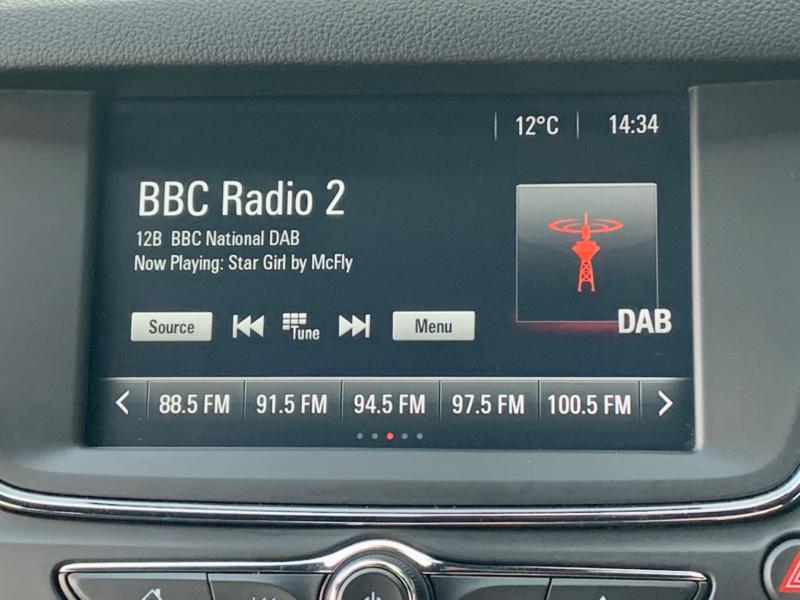 12°C 14:34
BBC Radio 2
12B BBC National DAB
Now Playing: Star Girl by McFly
DAB
Source Tune Menu
88.5 FM 91.5 FM 94.5 FM 97.5 FM 100.5 FM